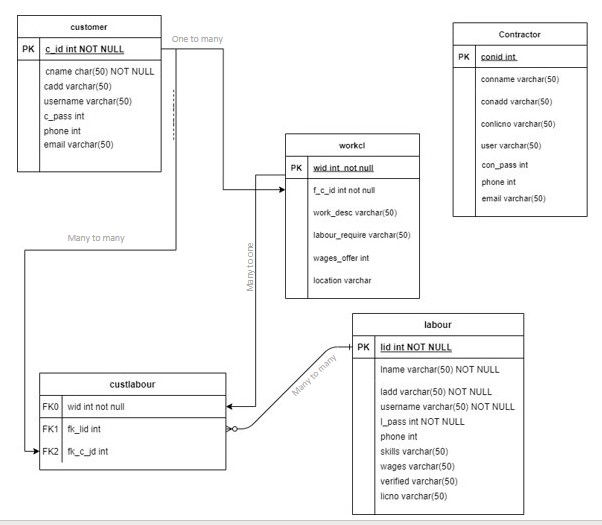 customer
PK c_id int NOT NULL
cname char(50) NOT NULL
cadd varchar(50)
username varchar(50)
c_pass int
phone int
email varchar(50)
One to many
Contractor
PK conid int
conname varchar(50)
conadd varchar(50)
conlicno varchar(50)
user varchar(50)
con_pass int
phone int
email varchar(50)
workcl
PK wid int not null
f_c_id int not null
work_desc varchar(50)
labour_require varchar(50)
wages_offer int
location varchar
Many to many
Many to one
labour
PK lid int NOT NULL
lname varchar(50) NOT NULL
ladd varchar(50) NOT NULL
username varchar(50) NOT NULL
l_pass int NOT NULL
phone int
skills varchar(50)
wages varchar(50)
verified varchar(50)
licno varchar(50)
Many to many
custlabour
FK0 wid int not null
FK1 fk_lid int
FK2 fk_c_id int